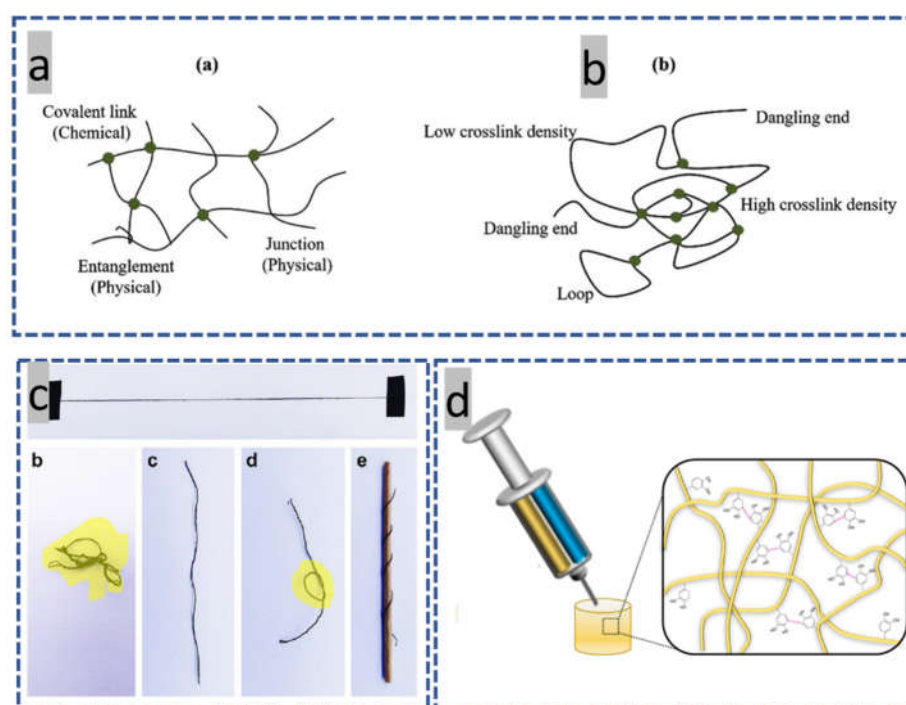 a
(a)
Covalent link
(Chemical)
Entanglement
(Physical)
Junction
(Physical)
b
(b)
Low crosslink density
Dangling end
High crosslink density
Dangling end
Loop
c
b
c
d
e
d